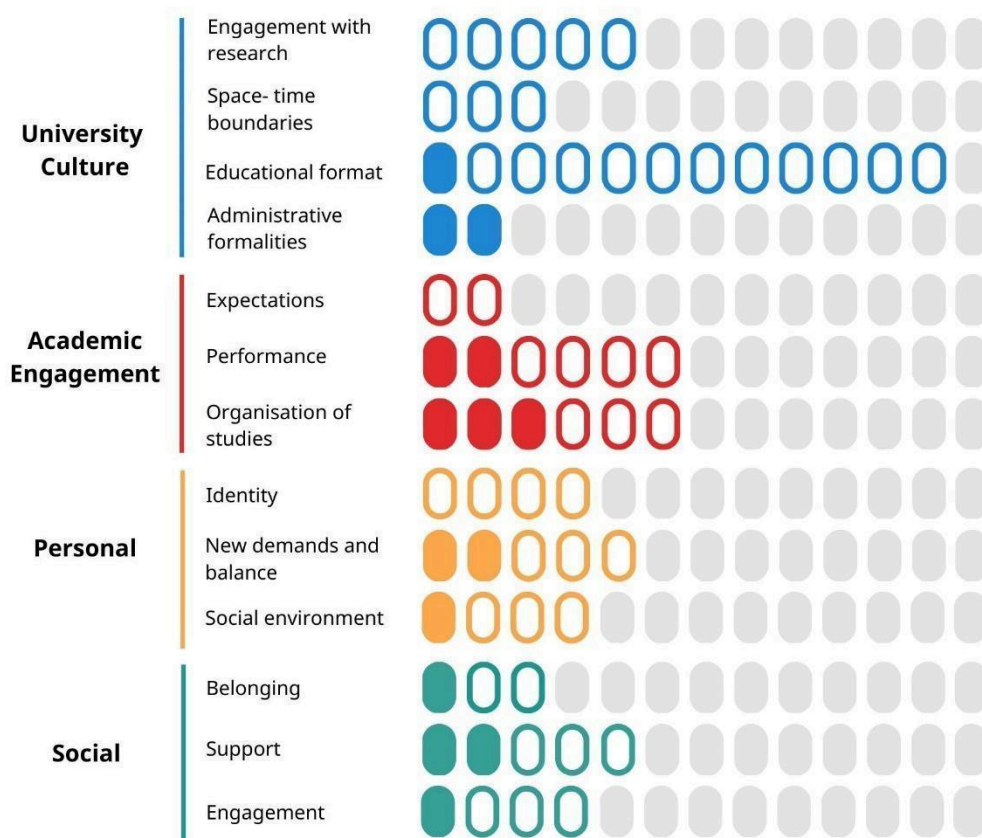 Engagement with
research
Space- time
boundaries
University
Culture
Educational format
Administrative
formalities
Expectations
Academic
Engagement
Performance
Organisation of
studies
Identity
Personal
New demands and
balance
Social environment
Belonging
Social
Support
Engagement